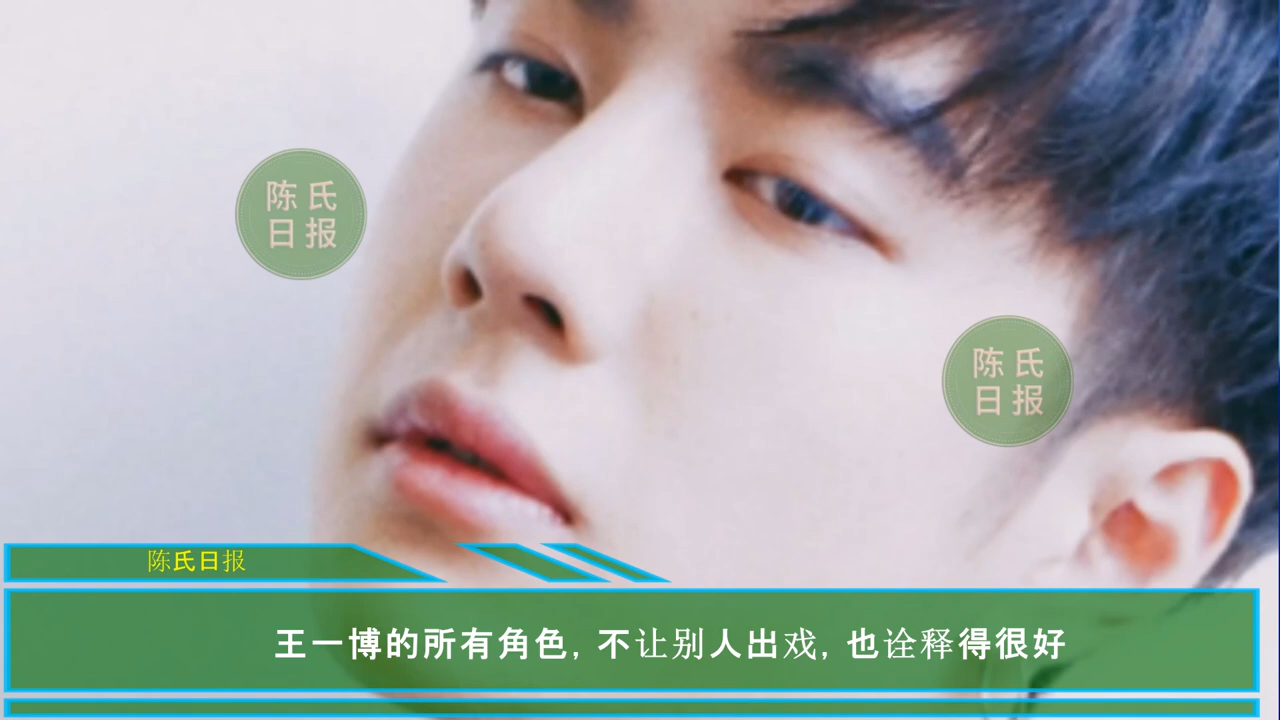 陈氏
日报
陈氏
日报
陈氏日报
王一博的所有角色，不让别人出戏，也诠释得很好